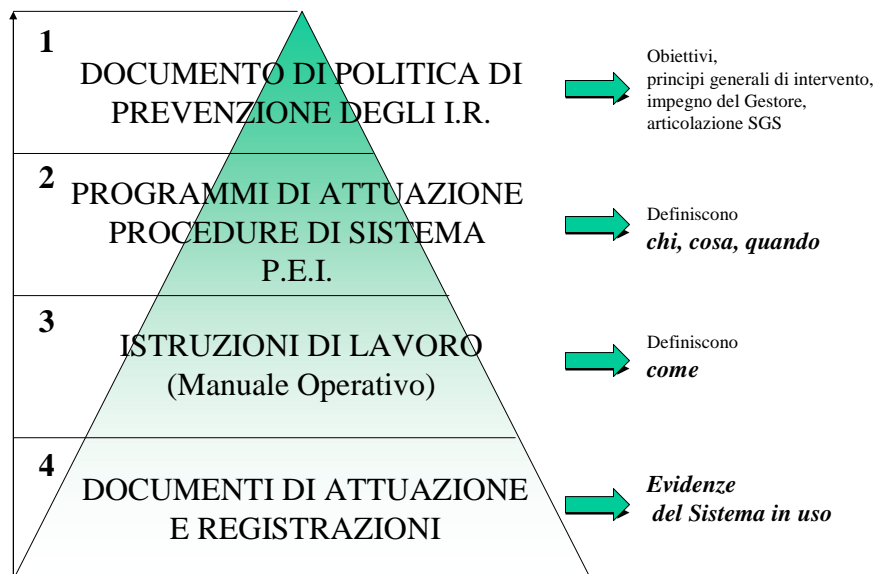 1
DOCUMENTO DI POLITICA DI
PREVENZIONE DEGLI I.R.
Obiettivi,
principi generali di intervento,
impegno del Gestore,
articolazione SGS
2
PROGRAMMI DI ATTUAZIONE
PROCEDURE DI SISTEMA
P.E.I.
Definiscono
chi, cosa, quando
3
ISTRUZIONI DI LAVORO
(Manuale Operativo)
Definiscono
come
4
DOCUMENTI DI ATTUAZIONE
E REGISTRAZIONI
Evidenze
del Sistema in uso